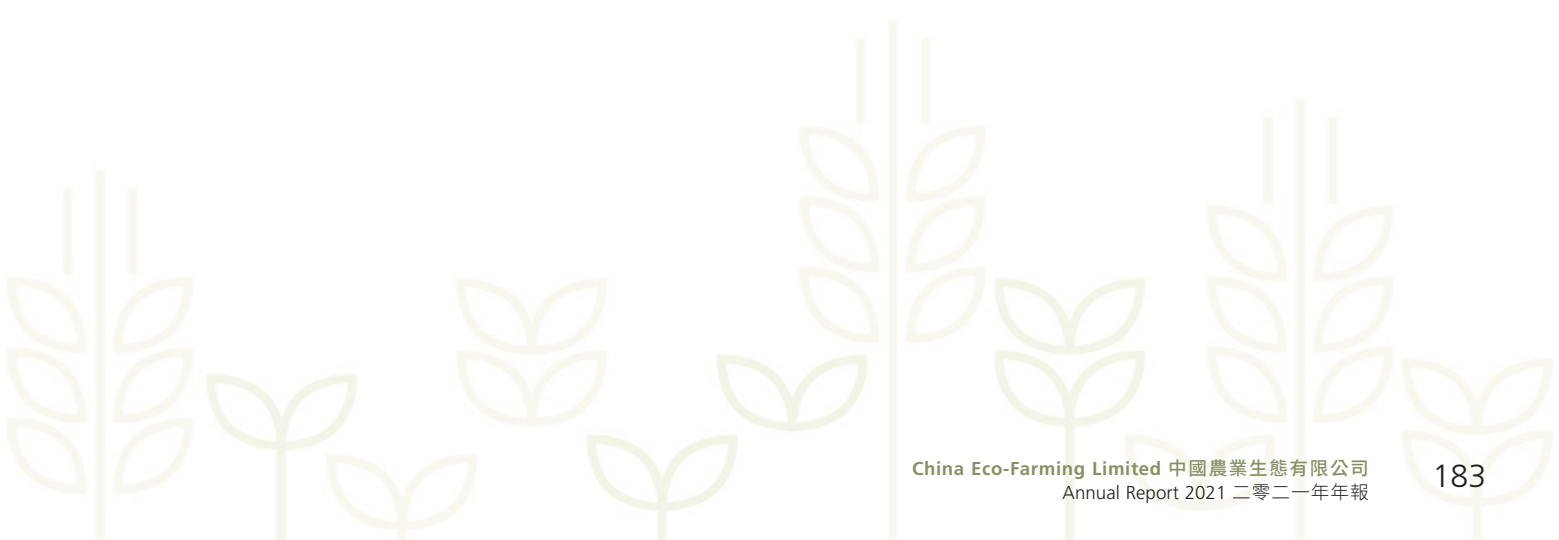 China Eco-Farming Limited 中國農業生態有限公司
Annual Report 2021 二零二一年年報
183